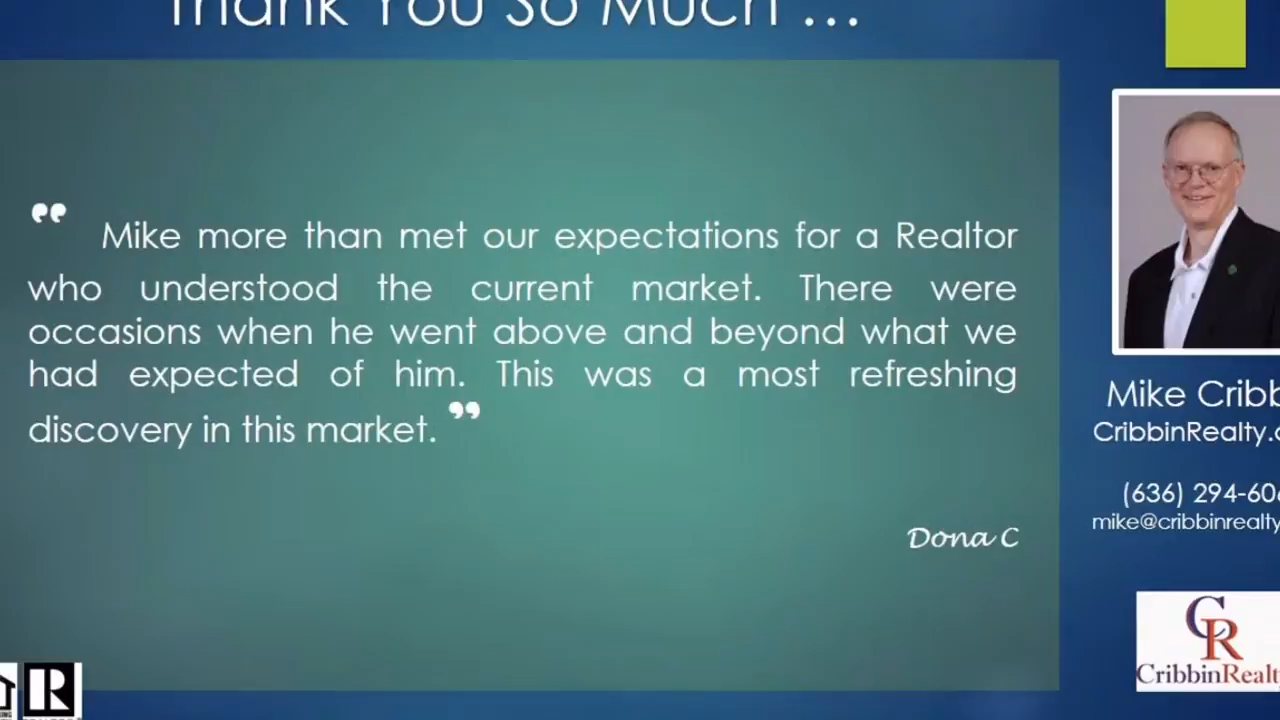 Thank You So Much ...
“ Mike more than met our expectations for a Realtor
who understood the current market. There were
occasions when he went above and beyond what we
had expected of him. This was a most refreshing
discovery in this market. ”
Dona C
Mike Cribb
CribbinRealty.
(636) 294-60
mike@cribbinrealty
CR
CribbinRealty
R